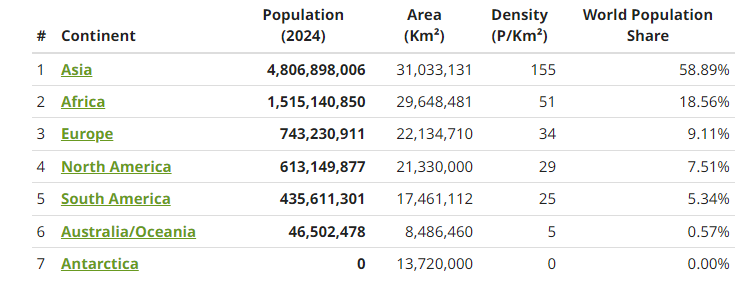 # Continent Population (2024) Area (Km²) Density (P/Km²) World Population Share
1 Asia 4,806,898,006 31,033,131 155 58.89%
2 Africa 1,515,140,850 29,648,481 51 18.56%
3 Europe 743,230,911 22,134,710 34 9.11%
4 North America 613,149,877 21,330,000 29 7.51%
5 South America 435,611,301 17,461,112 25 5.34%
6 Australia/Oceania 46,502,478 8,486,460 5 0.57%
7 Antarctica 0 13,720,000 0 0.00%